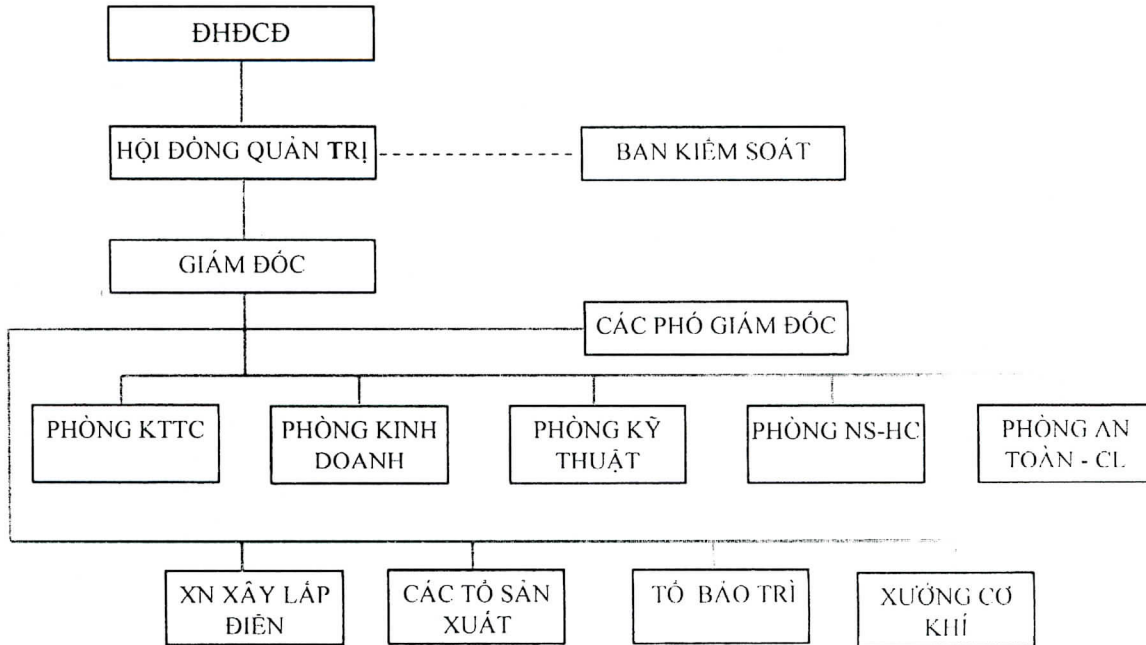 ĐHĐCĐ
HỘI ĐỒNG QUẢN TRỊ
BAN KIỂM SOÁT
GIÁM ĐỐC
CÁC PHÓ GIÁM ĐỐC
PHÒNG KTTC
PHÒNG KINH
DOANH
PHÒNG KỸ
THUẬT
PHÒNG NS-HC
PHÒNG AN
TOÀN - CL
XN XÂY LẮP
ĐIỆN
CÁC TỔ SẢN
XUẤT
TỔ BẢO TRÌ
XƯỞNG CƠ
KHÍ